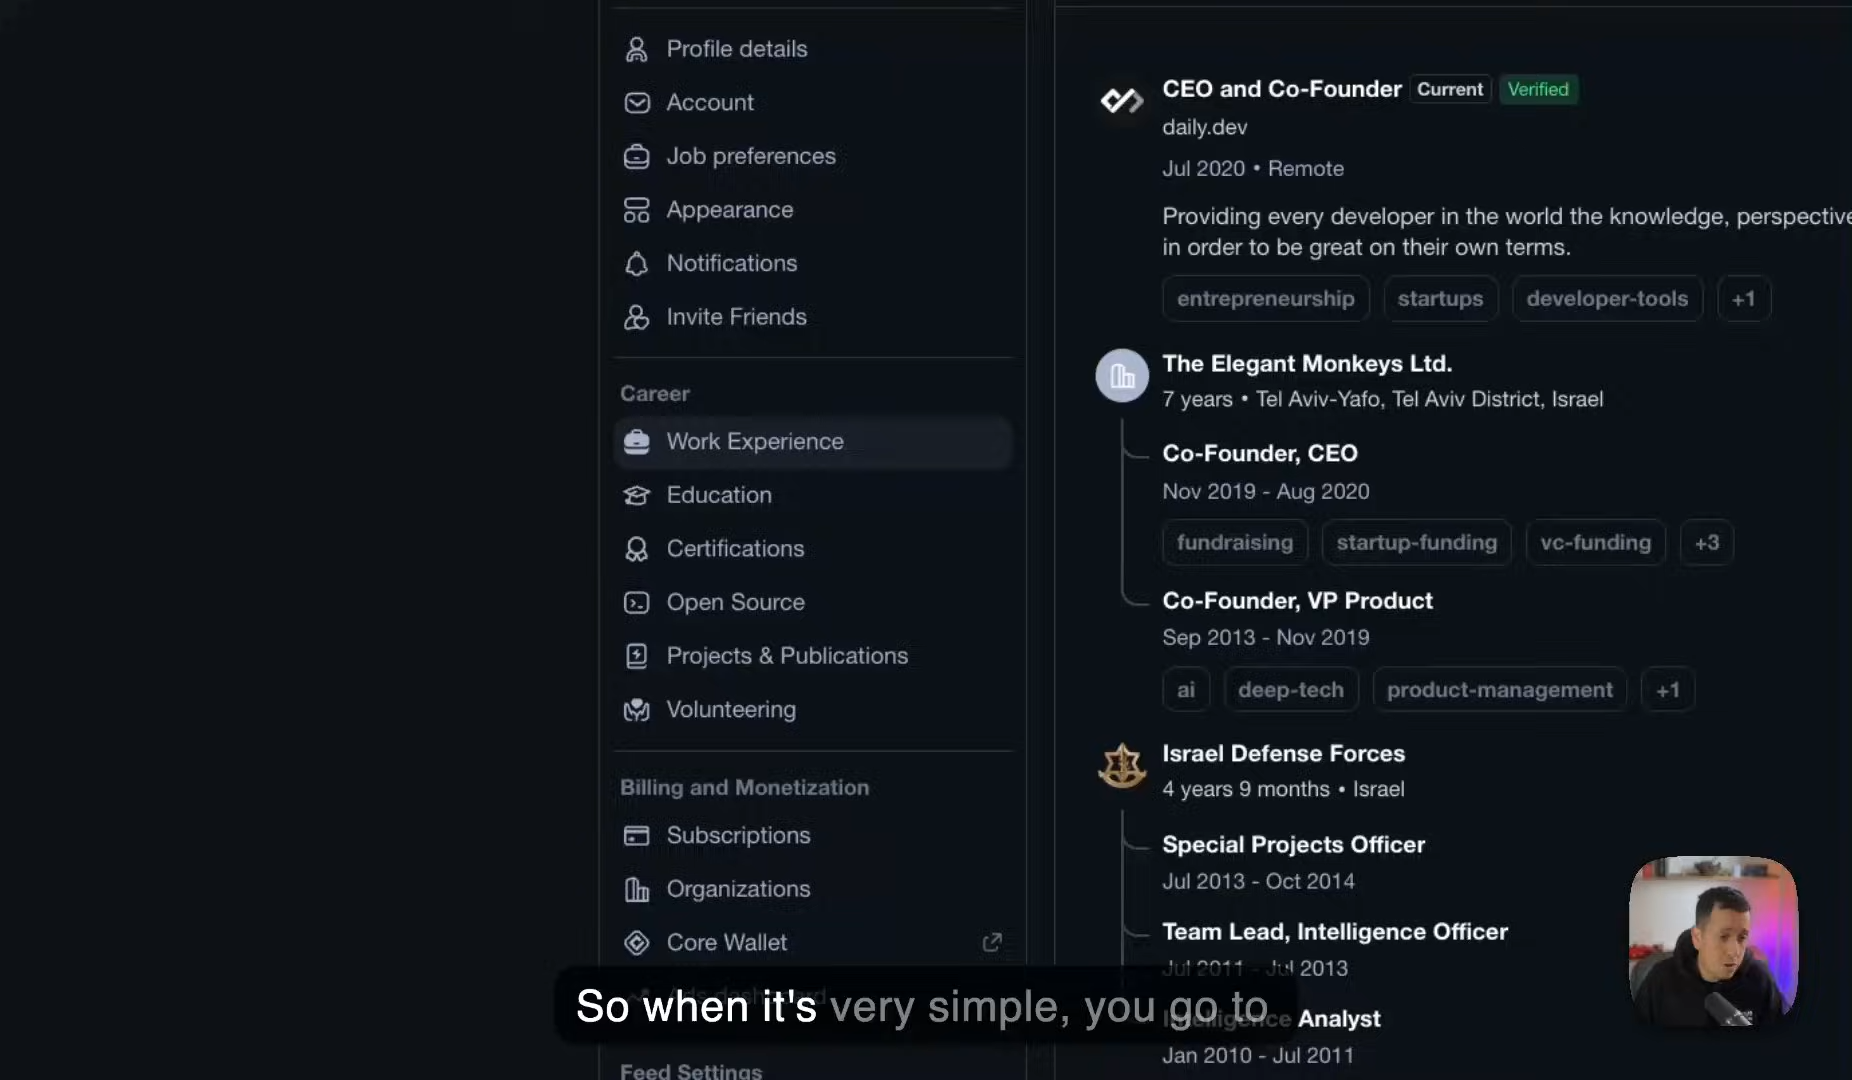 Profile details
Account
Job preferences
Appearance
Notifications
Invite Friends
Career
Work Experience
Education
Certifications
Open Source
Projects & Publications
Volunteering
Billing and Monetization
Subscriptions
Organizations
Core Wallet
Ads dashboard
Feed Settings
CEO and Co-Founder Current Verified
daily.dev
Jul 2020 • Remote
Providing every developer in the world the knowledge, perspective
in order to be great on their own terms.
entrepreneurship startups developer-tools +1
The Elegant Monkeys Ltd.
7 years • Tel Aviv-Yafo, Tel Aviv District, Israel
Co-Founder, CEO
Nov 2019 - Aug 2020
fundraising startup-funding vc-funding +3
Co-Founder, VP Product
Sep 2013 - Nov 2019
ai deep-tech product-management +1
Israel Defense Forces
4 years 9 months • Israel
Special Projects Officer
Jul 2013 - Oct 2014
Team Lead, Intelligence Officer
Jul 2011 - Jul 2013
Intelligence Analyst
Jan 2010 - Jul 2011
So when it's very simple, you go to